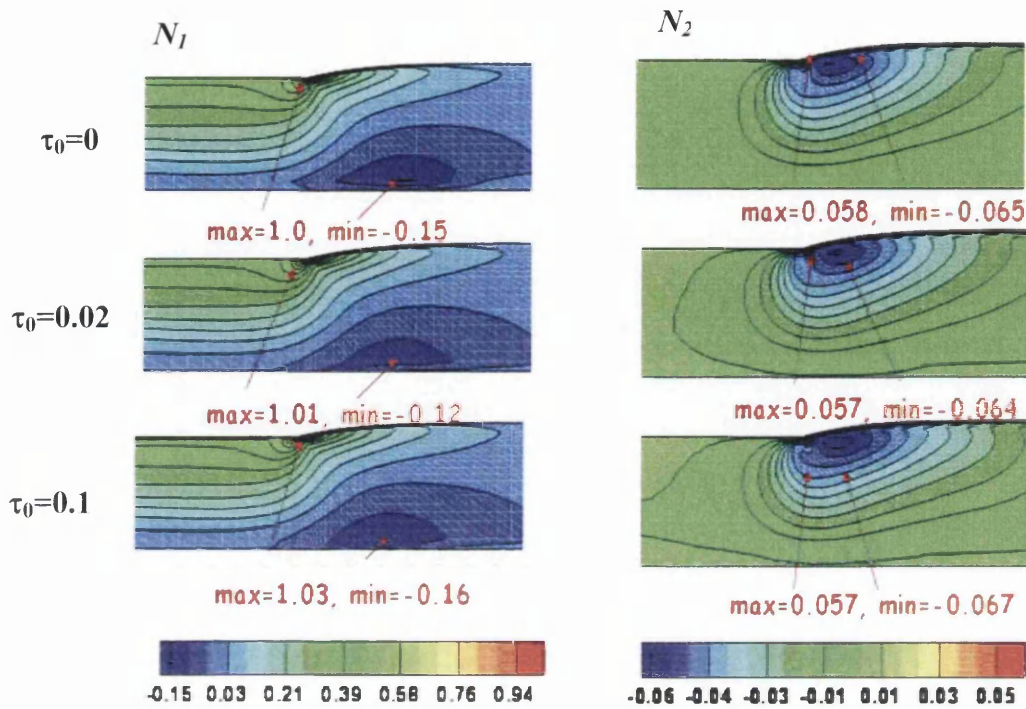 N1 N2
τ0=0
max=1.0, min=-0.15 max=0.058, min=-0.065
τ0=0.02
max=1.01, min=-0.12 max=0.057, min=-0.064
τ0=0.1
max=1.03, min=-0.16 max=0.057, min=-0.067
-0.15 0.03 0.21 0.39 0.58 0.76 0.94 -0.06 -0.04 -0.01 0.01 0.03 0.05